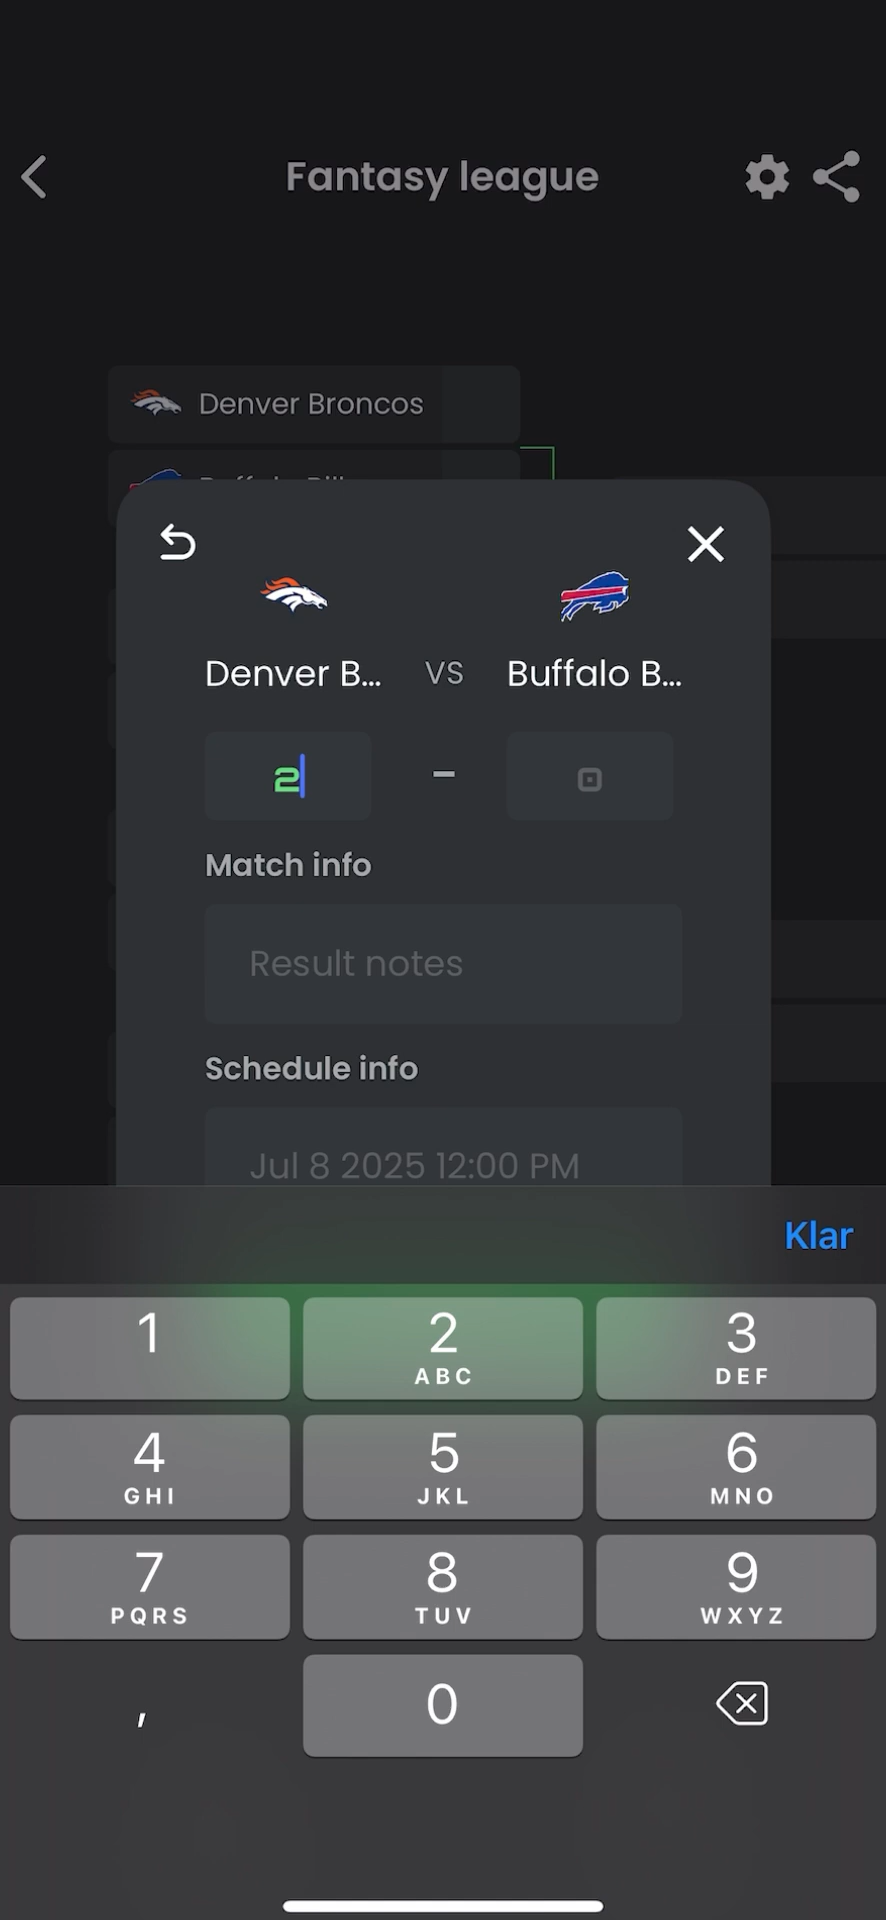 Fantasy league
Denver Broncos
Denver B...
VS
Buffalo B...
2
-
0
Match info
Result notes
Schedule info
Jul 8 2025 12:00 PM
Klar
1
2
ABC
3
DEF
4
GHI
5
JKL
6
MNO
7
PQRS
8
TUV
9
WXYZ
,
0